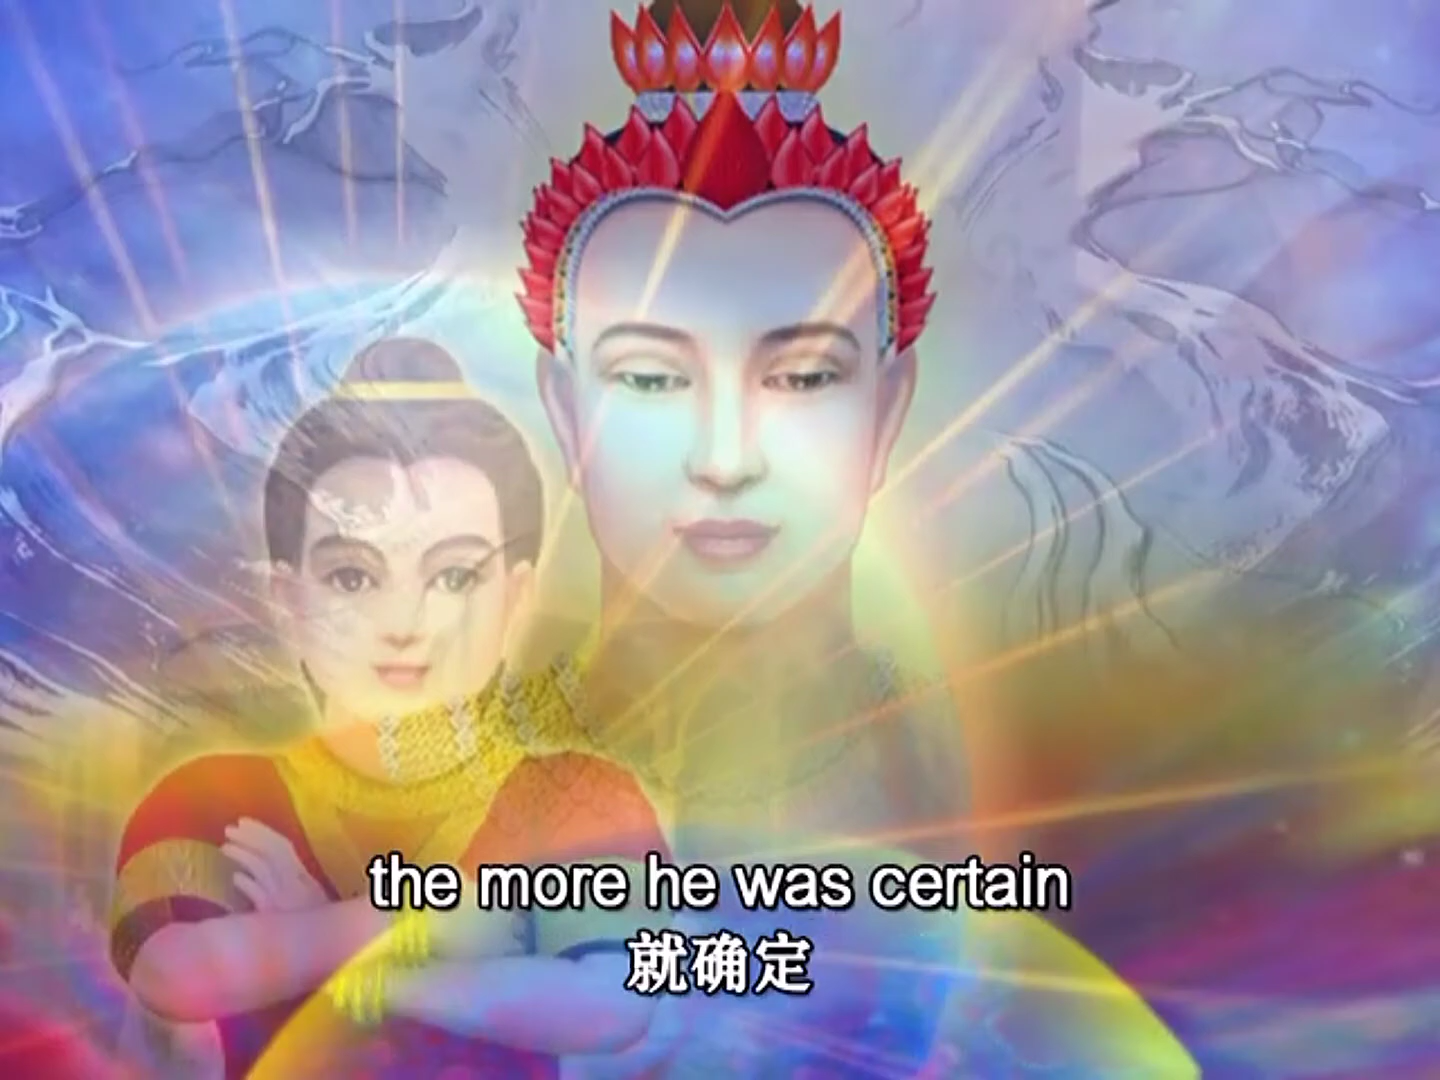 the more he was certain
就确定